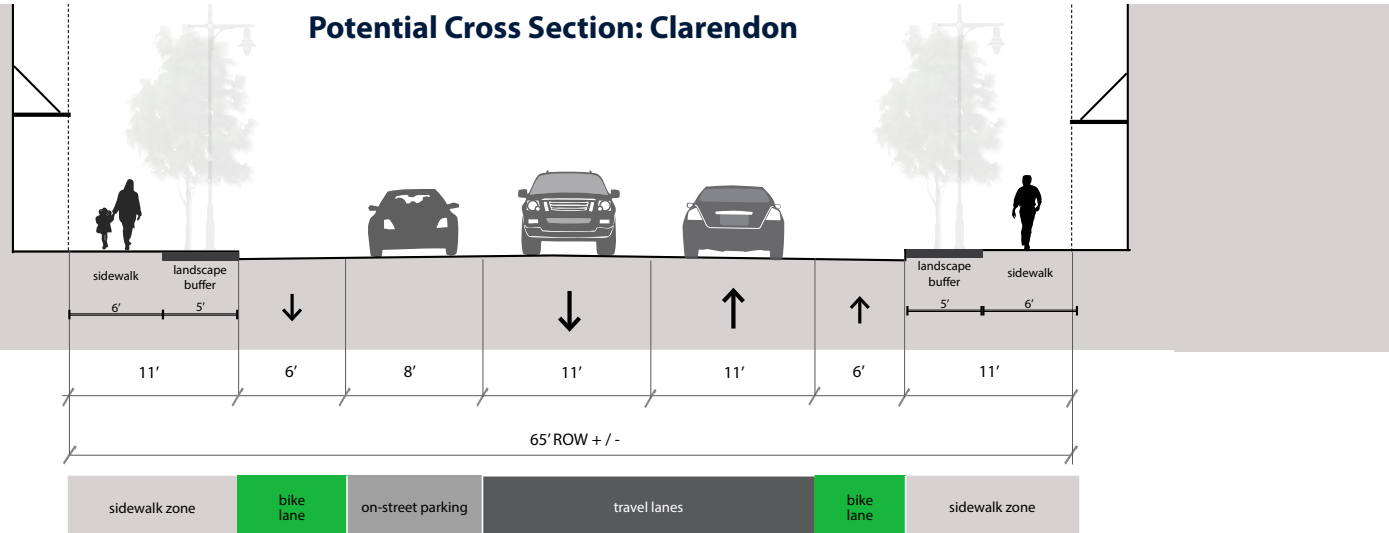 Potential Cross Section: Clarendon
sidewalk
landscape
buffer
landscape
buffer
sidewalk
6’
5’
5’
6’
11’
6’
8’
11’
11’
6’
11’
65’ ROW + / -
sidewalk zone
bike
lane
on-street parking
travel lanes
bike
lane
sidewalk zone